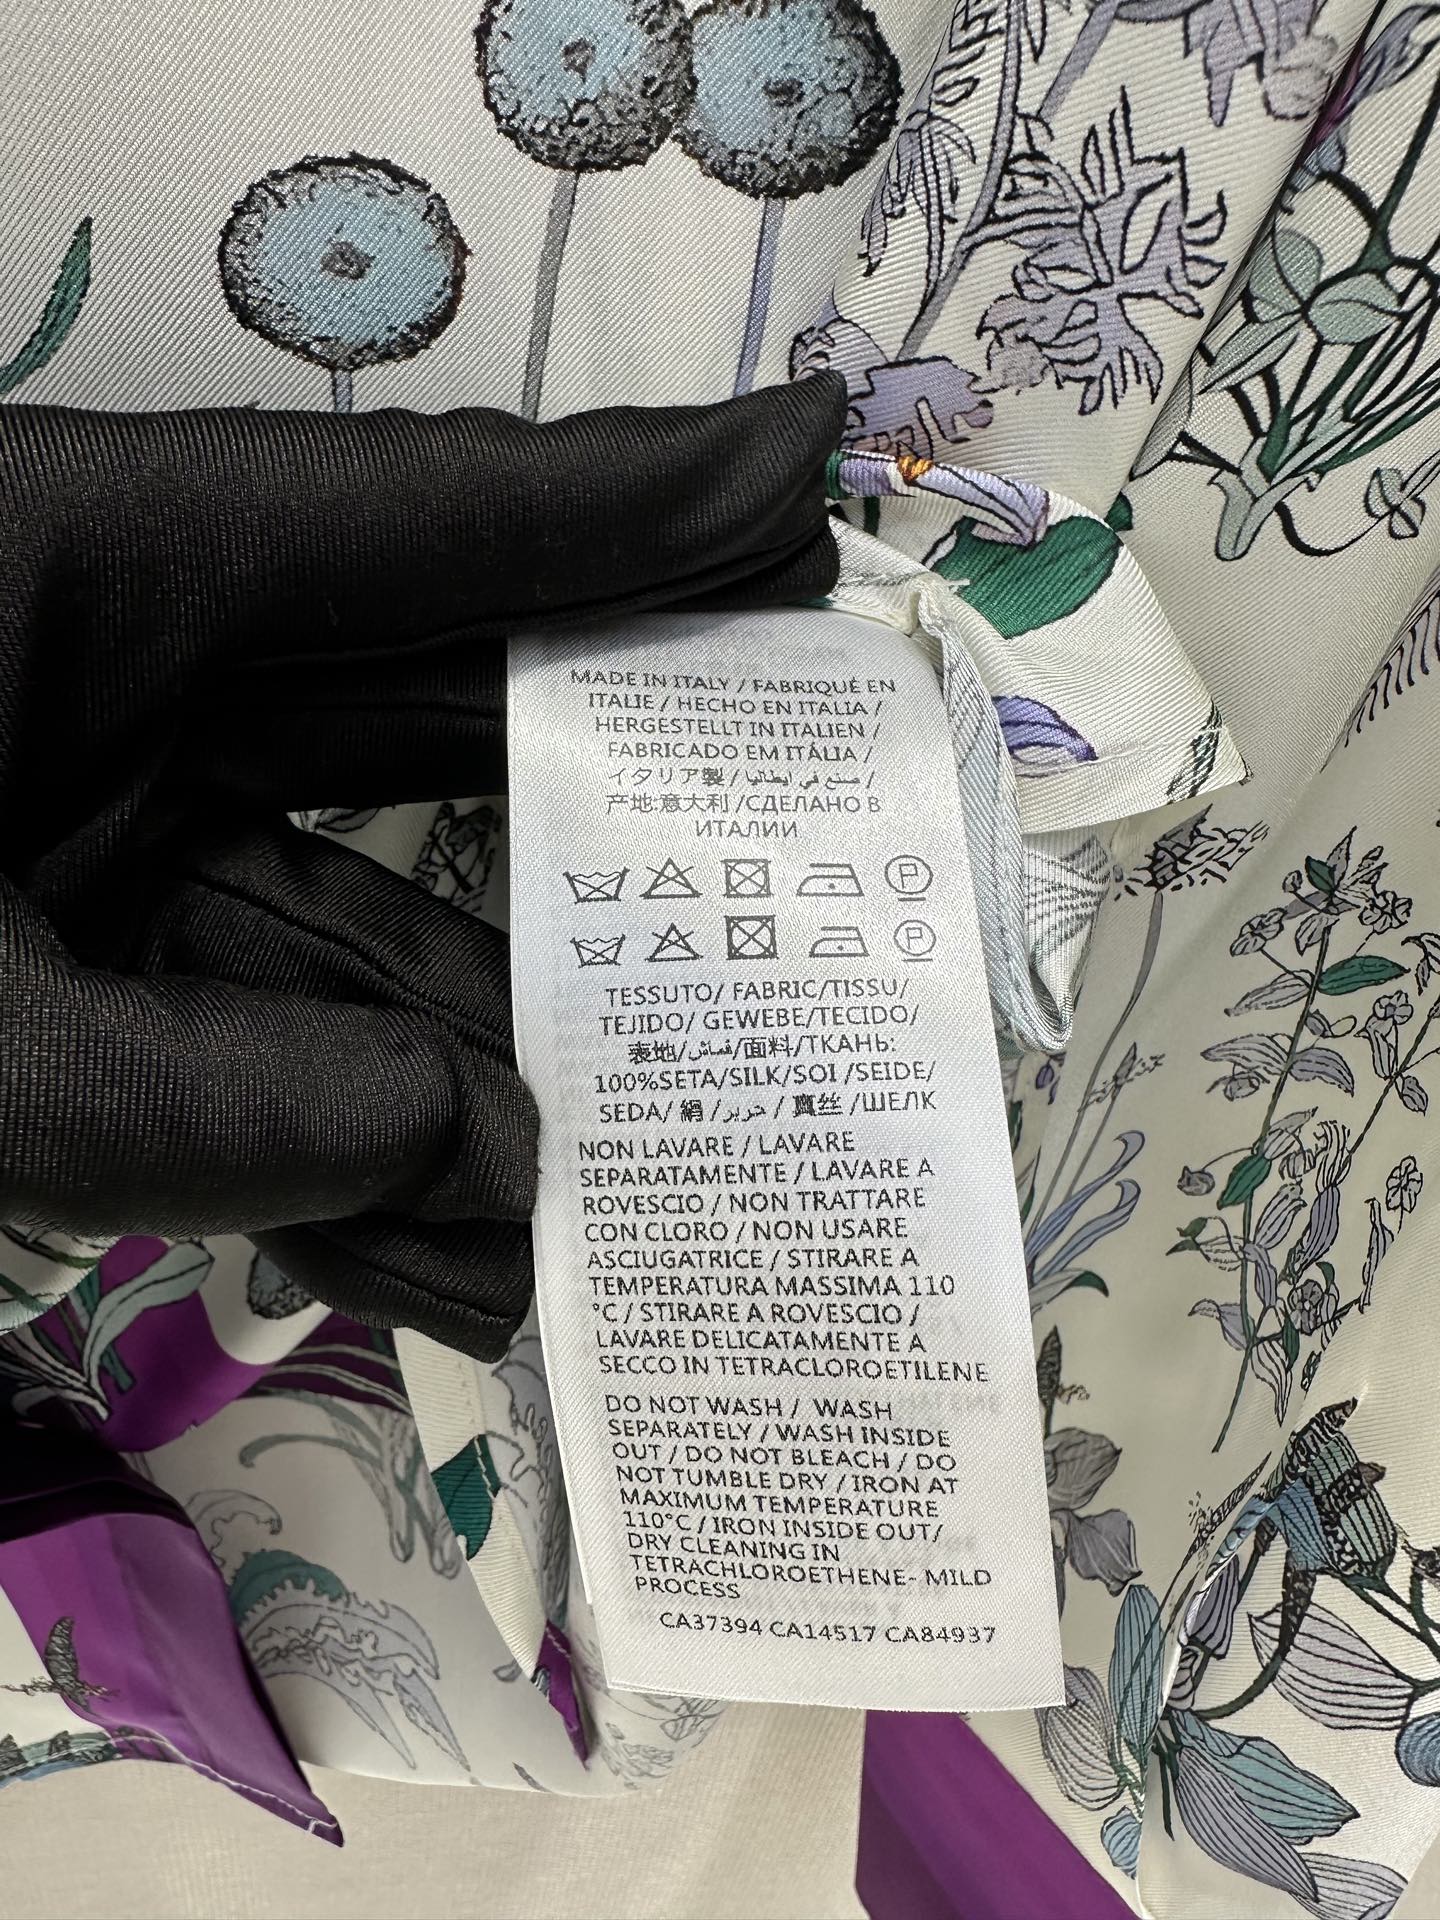 MADE IN ITALY / FABRIQUÉ EN
ITALIE / HECHO EN ITALIA /
HERGESTELLT IN ITALIEN /
FABRICADO EM ITÁLIA /
イタリア製 / صنع في ايطاليا /
产地:意大利 /СДЕЛАНО В
ИТАЛИИ
P
P
TESSUTO/ FABRIC/TISSU/
TEJIDO/ GEWEBE/TECIDO/
表地/قماش/面料/ТКАНЬ:
100%SETA/SILK/SOI /SEIDE/
SEDA/ 絹 /حرير / 真丝 /ШЕЛК
NON LAVARE / LAVARE
SEPARATAMENTE / LAVARE A
ROVESCIO / NON TRATTARE
CON CLORO / NON USARE
ASCIUGATRICE / STIRARE A
TEMPERATURA MASSIMA 110
°C / STIRARE A ROVESCIO /
LAVARE DELICATAMENTE A
SECCO IN TETRACLOROETILENE
DO NOT WASH / WASH
SEPARATELY / WASH INSIDE
OUT / DO NOT BLEACH / DO
NOT TUMBLE DRY / IRON AT
MAXIMUM TEMPERATURE
110°C / IRON INSIDE OUT/
DRY CLEANING IN
TETRACHLOROETHENE- MILD
PROCESS
CA37394 CA14517 CA84937